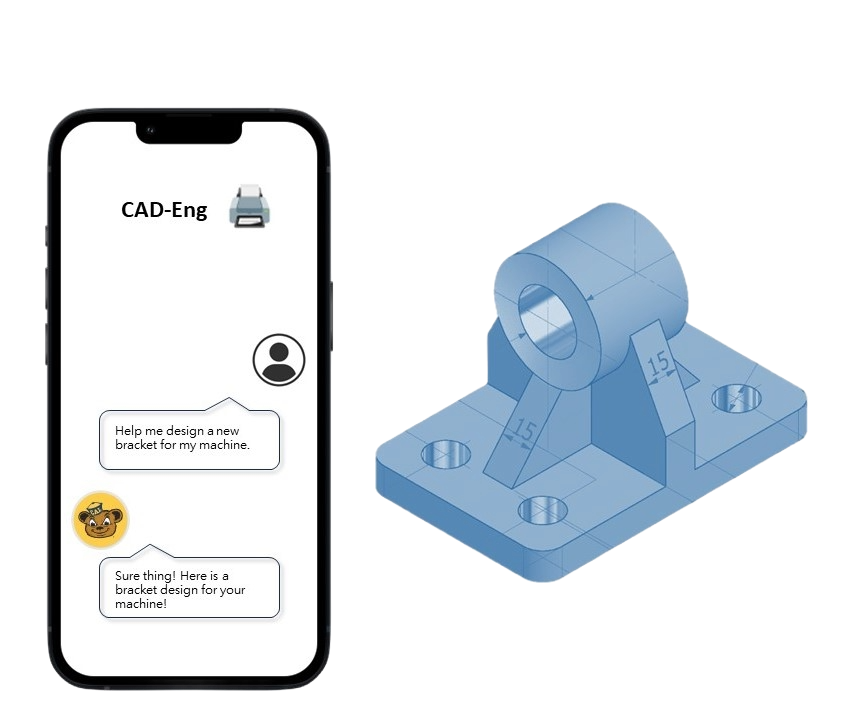 CAD-Eng
Help me design a new
bracket for my machine.
CAL
Sure thing! Here is a
bracket design for your
machine!
15
15